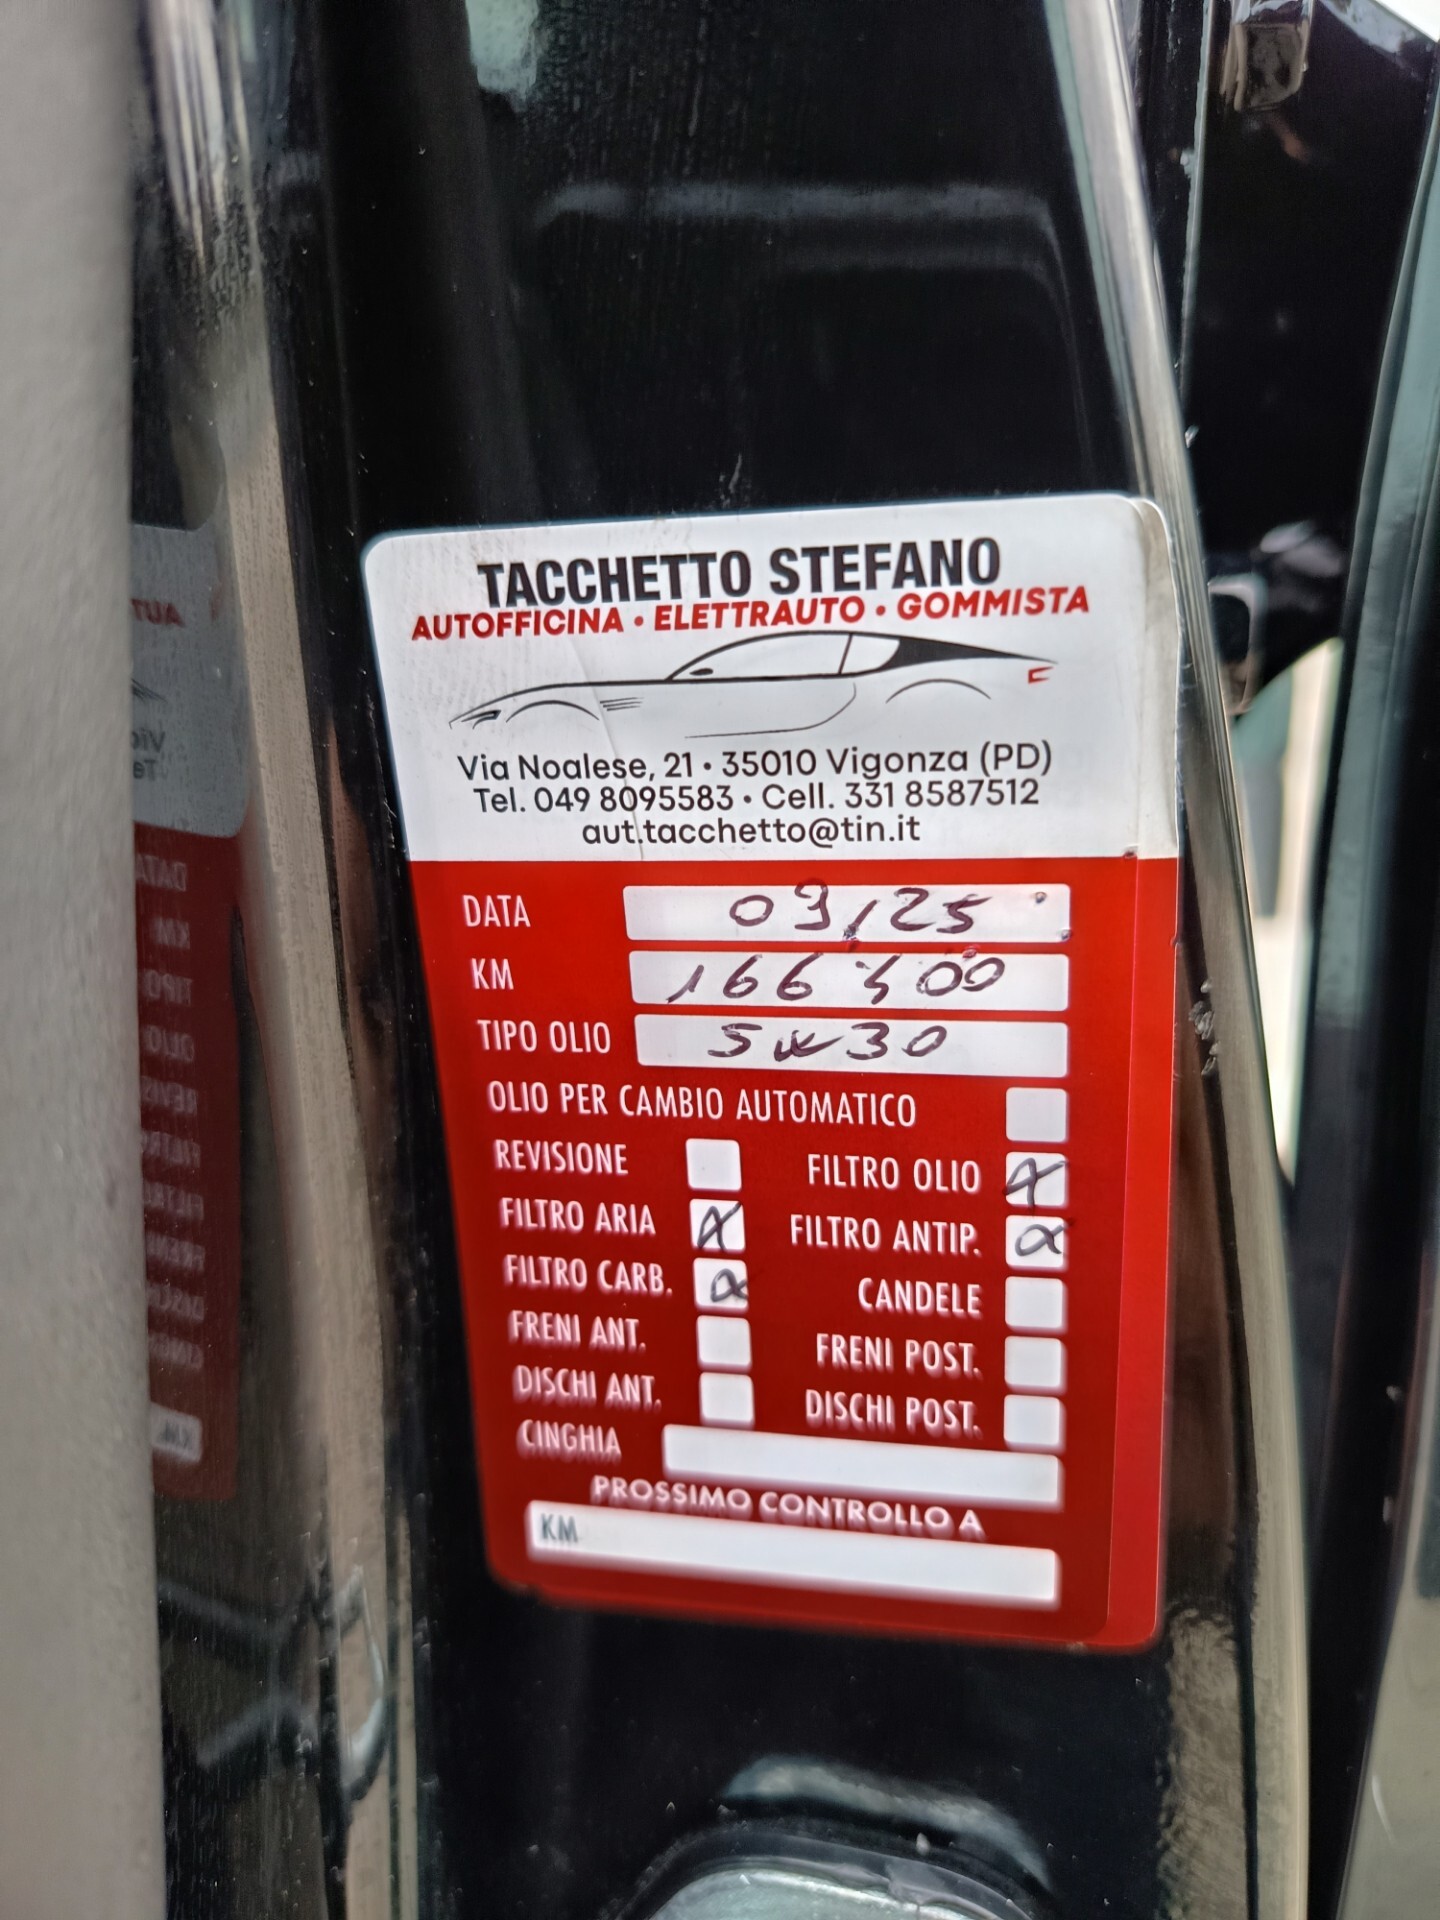 TACCHETTO STEFANO
AUTOFFICINA • ELETTRAUTO • GOMMISTA
Via Noalese, 21 • 35010 Vigonza (PD)
Tel. 049 8095583 • Cell. 331 8587512
aut.tacchetto@tin.it
DATA 09/25
KM 166400
TIPO OLIO 5w30
OLIO PER CAMBIO AUTOMATICO
REVISIONE FILTRO OLIO X
FILTRO ARIA X FILTRO ANTIP. X
FILTRO CARB. X CANDELE
FRENI ANT. FRENI POST.
DISCHI ANT. DISCHI POST.
CINGHIA
PROSSIMO CONTROLLO A
KM